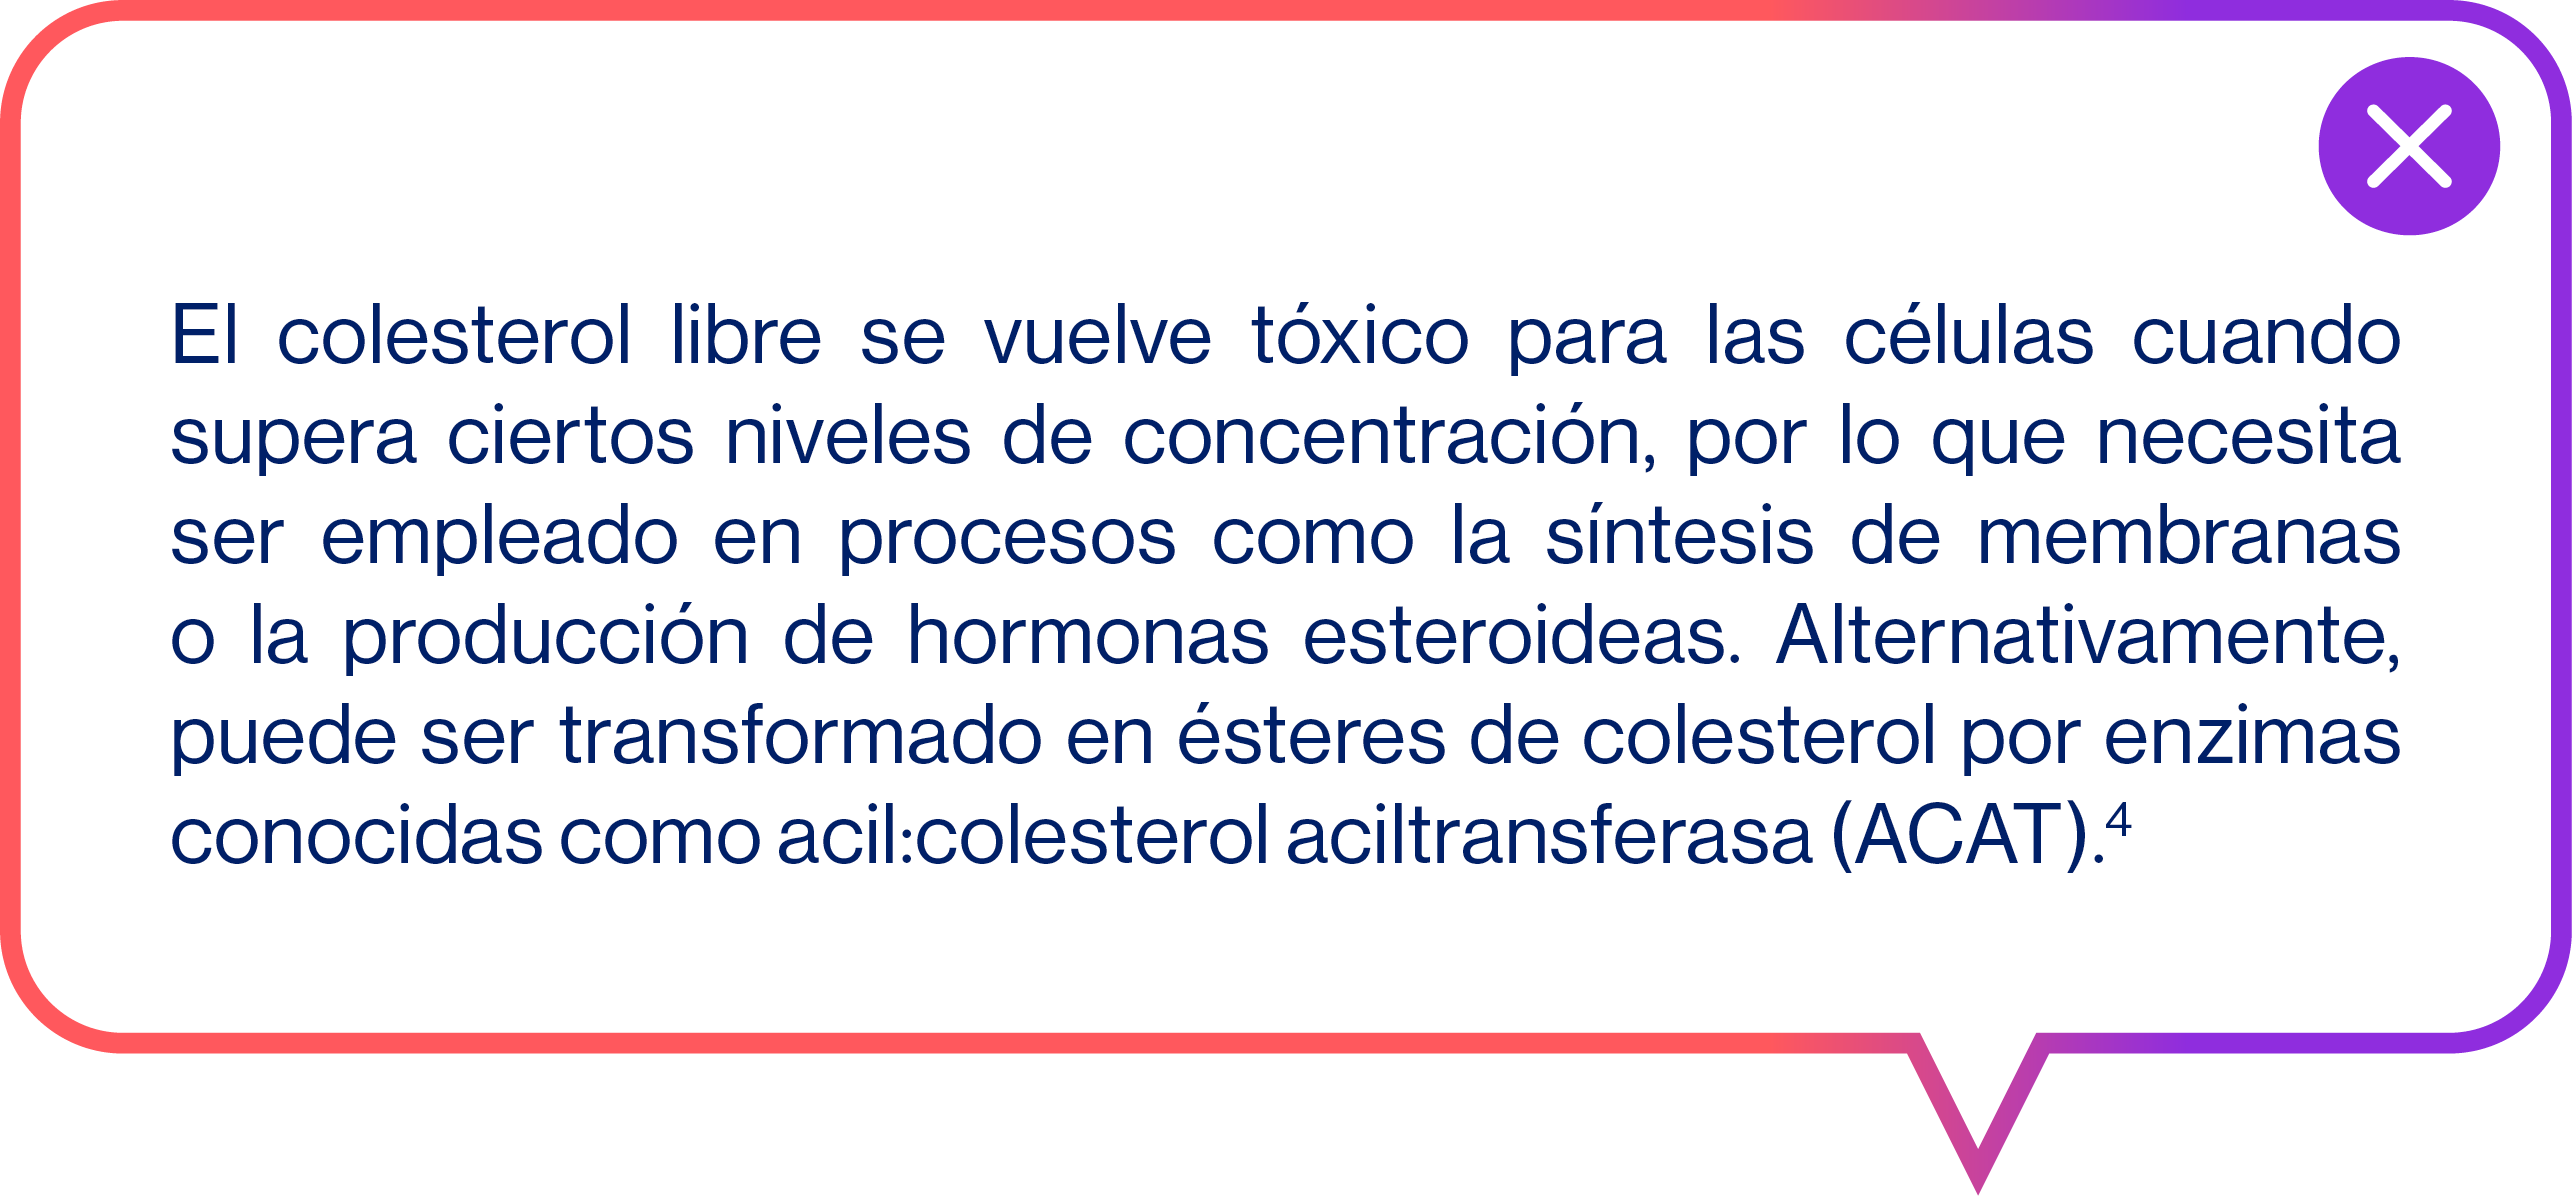 El colesterol libre se vuelve tóxico para las células cuando
supera ciertos niveles de concentración, por lo que necesita
ser empleado en procesos como la síntesis de membranas
o la producción de hormonas esteroideas. Alternativamente,
puede ser transformado en ésteres de colesterol por enzimas
conocidas como acil:colesterol aciltransferasa (ACAT).⁴